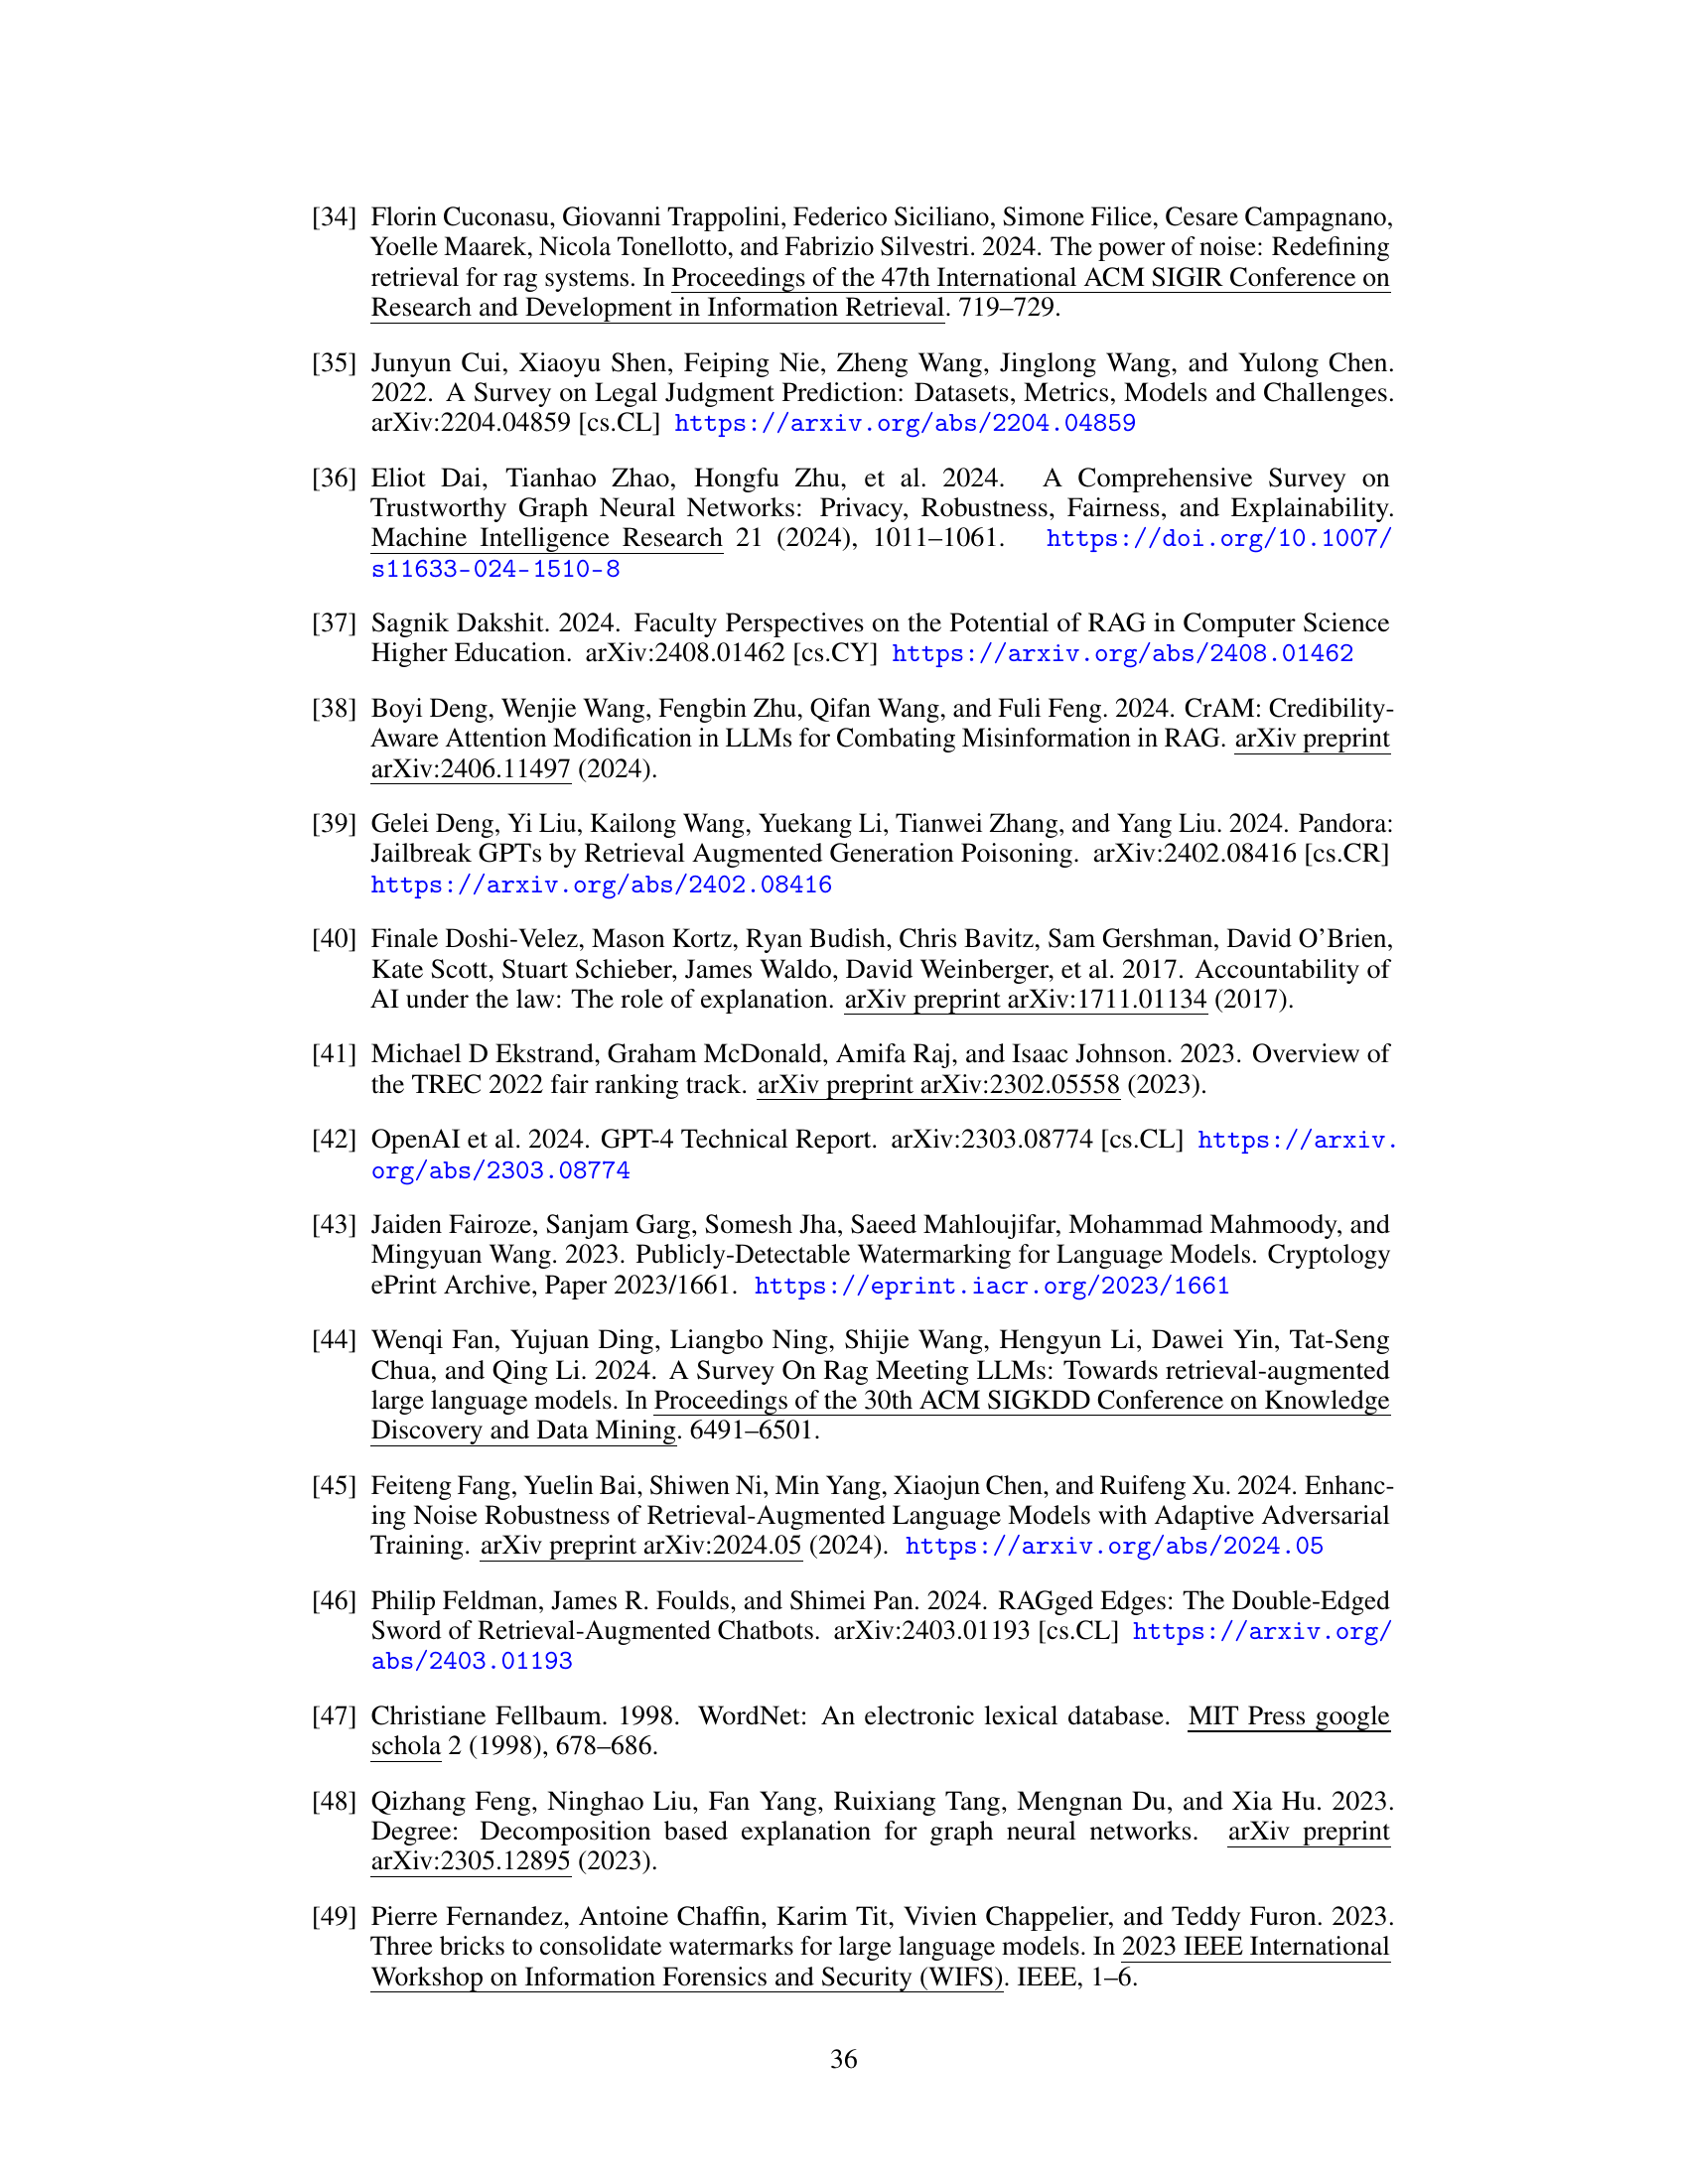 [34] Florin Cuconasu, Giovanni Trappolini, Federico Siciliano, Simone Filice, Cesare Campagnano,
Yoelle Maarek, Nicola Tonellotto, and Fabrizio Silvestri. 2024. The power of noise: Redefining
retrieval for rag systems. In Proceedings of the 47th International ACM SIGIR Conference on
Research and Development in Information Retrieval. 719–729.
[35] Junyun Cui, Xiaoyu Shen, Feiping Nie, Zheng Wang, Jinglong Wang, and Yulong Chen.
2022. A Survey on Legal Judgment Prediction: Datasets, Metrics, Models and Challenges.
arXiv:2204.04859 [cs.CL] https://arxiv.org/abs/2204.04859
[36] Eliot Dai, Tianhao Zhao, Hongfu Zhu, et al. 2024. A Comprehensive Survey on
Trustworthy Graph Neural Networks: Privacy, Robustness, Fairness, and Explainability.
Machine Intelligence Research 21 (2024), 1011–1061. https://doi.org/10.1007/
s11633-024-1510-8
[37] Sagnik Dakshit. 2024. Faculty Perspectives on the Potential of RAG in Computer Science
Higher Education. arXiv:2408.01462 [cs.CY] https://arxiv.org/abs/2408.01462
[38] Boyi Deng, Wenjie Wang, Fengbin Zhu, Qifan Wang, and Fuli Feng. 2024. CrAM: Credibility-
Aware Attention Modification in LLMs for Combating Misinformation in RAG. arXiv preprint
arXiv:2406.11497 (2024).
[39] Gelei Deng, Yi Liu, Kailong Wang, Yuekang Li, Tianwei Zhang, and Yang Liu. 2024. Pandora:
Jailbreak GPTs by Retrieval Augmented Generation Poisoning. arXiv:2402.08416 [cs.CR]
https://arxiv.org/abs/2402.08416
[40] Finale Doshi-Velez, Mason Kortz, Ryan Budish, Chris Bavitz, Sam Gershman, David O'Brien,
Kate Scott, Stuart Schieber, James Waldo, David Weinberger, et al. 2017. Accountability of
AI under the law: The role of explanation. arXiv preprint arXiv:1711.01134 (2017).
[41] Michael D Ekstrand, Graham McDonald, Amifa Raj, and Isaac Johnson. 2023. Overview of
the TREC 2022 fair ranking track. arXiv preprint arXiv:2302.05558 (2023).
[42] OpenAI et al. 2024. GPT-4 Technical Report. arXiv:2303.08774 [cs.CL] https://arxiv.
org/abs/2303.08774
[43] Jaiden Fairoze, Sanjam Garg, Somesh Jha, Saeed Mahloujifar, Mohammad Mahmoody, and
Mingyuan Wang. 2023. Publicly-Detectable Watermarking for Language Models. Cryptology
ePrint Archive, Paper 2023/1661. https://eprint.iacr.org/2023/1661
[44] Wenqi Fan, Yujuan Ding, Liangbo Ning, Shijie Wang, Hengyun Li, Dawei Yin, Tat-Seng
Chua, and Qing Li. 2024. A Survey On Rag Meeting LLMs: Towards retrieval-augmented
large language models. In Proceedings of the 30th ACM SIGKDD Conference on Knowledge
Discovery and Data Mining. 6491–6501.
[45] Feiteng Fang, Yuelin Bai, Shiwen Ni, Min Yang, Xiaojun Chen, and Ruifeng Xu. 2024. Enhanc-
ing Noise Robustness of Retrieval-Augmented Language Models with Adaptive Adversarial
Training. arXiv preprint arXiv:2024.05 (2024). https://arxiv.org/abs/2024.05
[46] Philip Feldman, James R. Foulds, and Shimei Pan. 2024. RAGged Edges: The Double-Edged
Sword of Retrieval-Augmented Chatbots. arXiv:2403.01193 [cs.CL] https://arxiv.org/
abs/2403.01193
[47] Christiane Fellbaum. 1998. WordNet: An electronic lexical database. MIT Press google
schola 2 (1998), 678–686.
[48] Qizhang Feng, Ninghao Liu, Fan Yang, Ruixiang Tang, Mengnan Du, and Xia Hu. 2023.
Degree: Decomposition based explanation for graph neural networks. arXiv preprint
arXiv:2305.12895 (2023).
[49] Pierre Fernandez, Antoine Chaffin, Karim Tit, Vivien Chappelier, and Teddy Furon. 2023.
Three bricks to consolidate watermarks for large language models. In 2023 IEEE International
Workshop on Information Forensics and Security (WIFS). IEEE, 1–6.
36